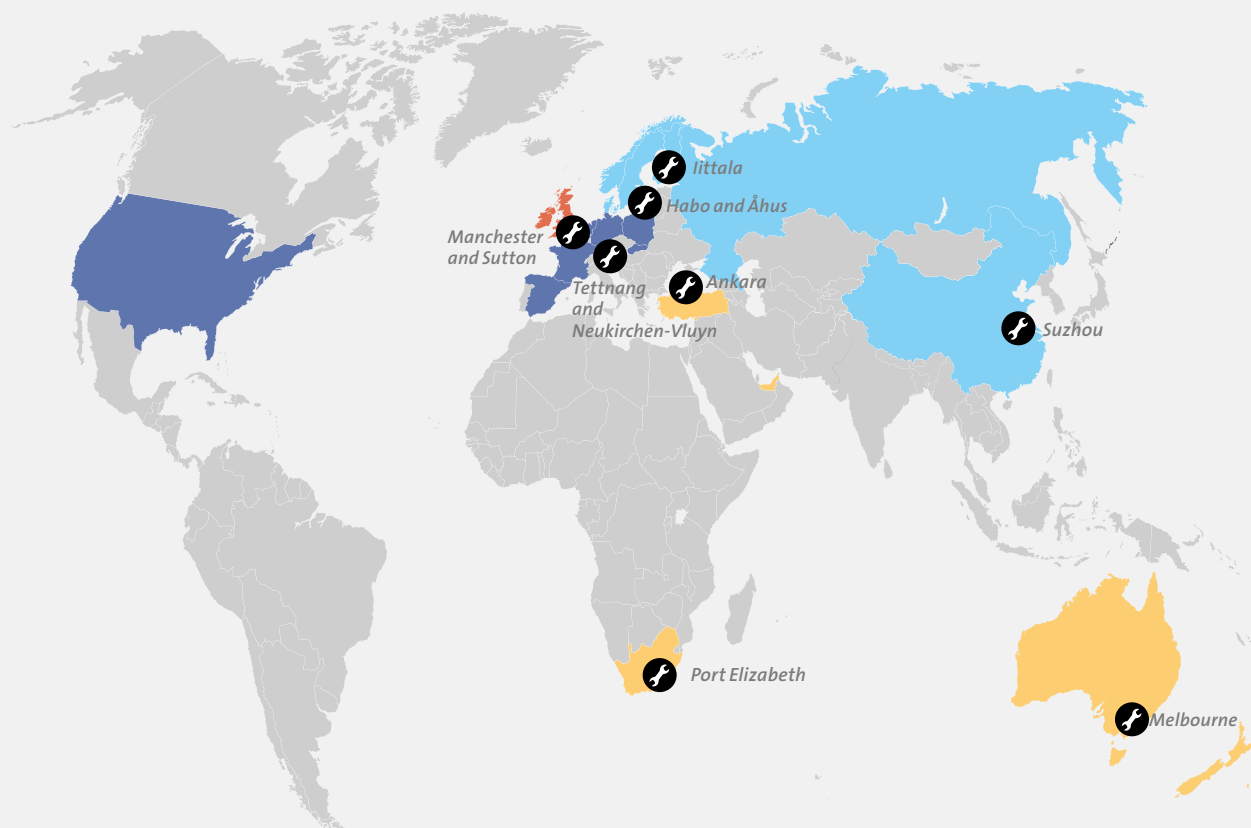 Iittala
Habo and Åhus
Manchester
and Sutton
Tettnang
and
Neukirchen-Vluyn
Ankara
Suzhou
Port Elizabeth
Melbourne